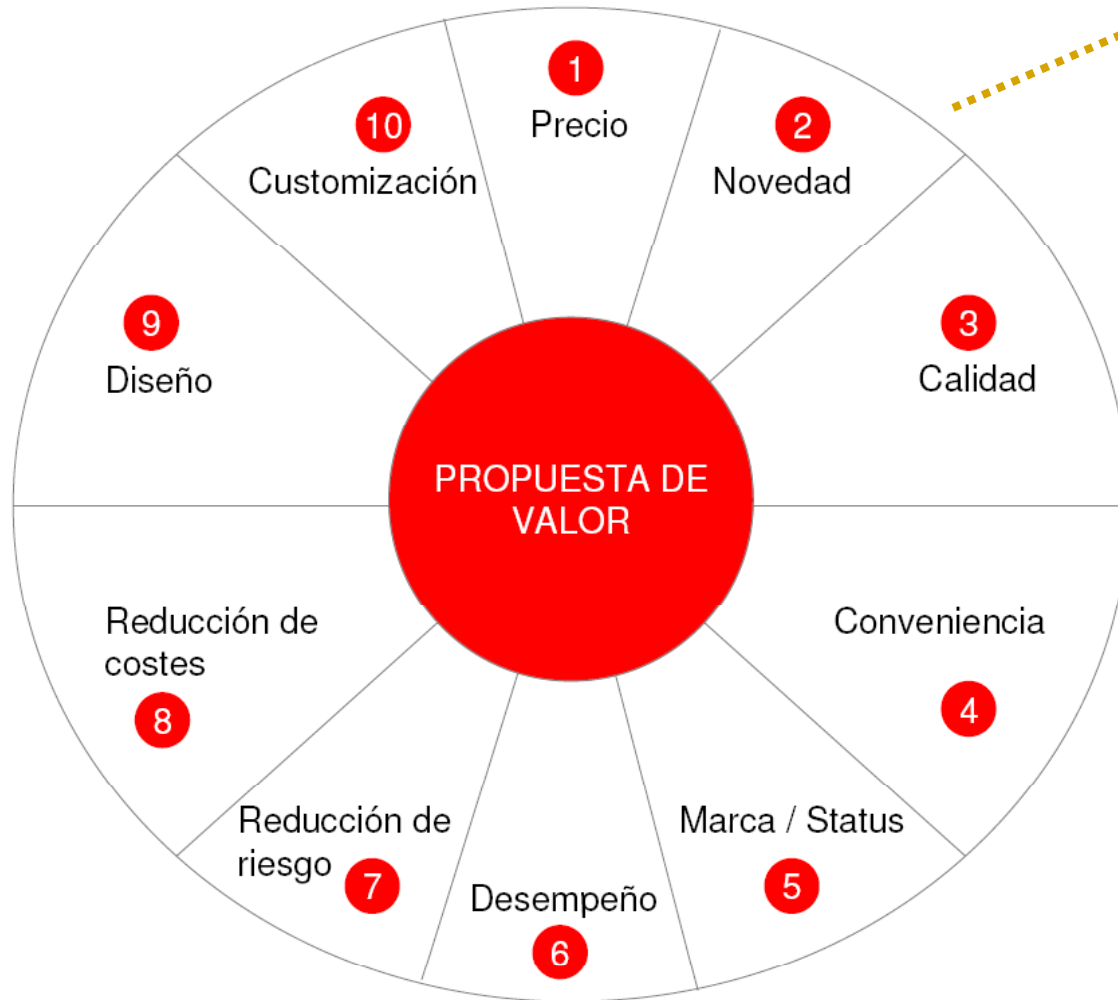 1
Precio
2
Novedad
3
Calidad
Conveniencia
4
Marca / Status
5
Desempeño
6
Reducción de
riesgo
7
Reducción de
costes
8
9
Diseño
10
Customización
PROPUESTA DE
VALOR